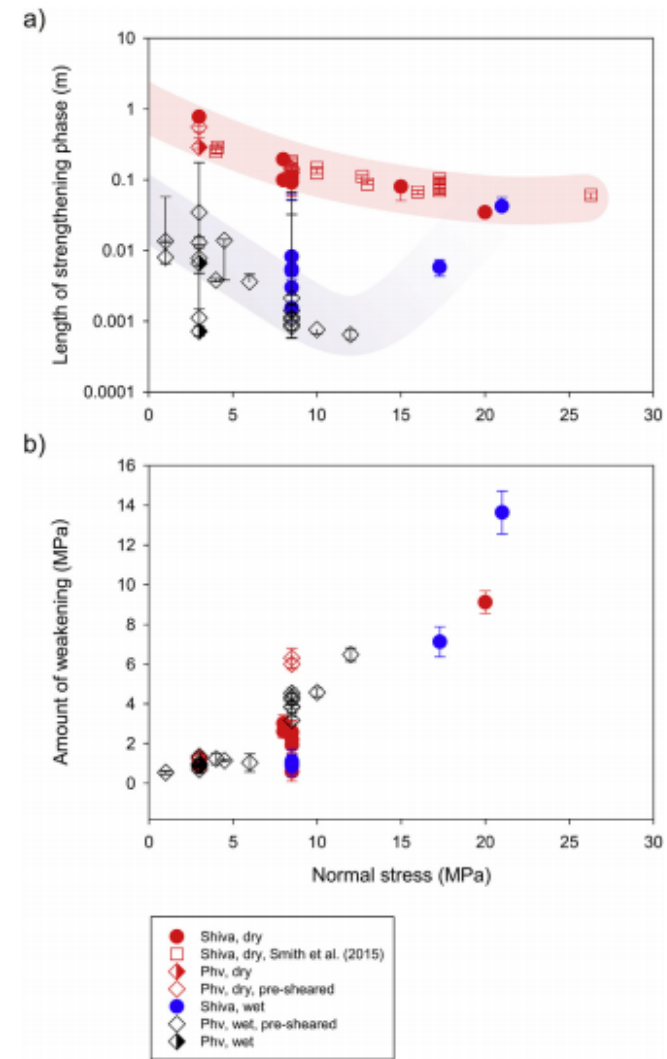 a)
Length of strengthening phase (m)
10
1
0.1
0.01
0.001
0.0001
0 5 10 15 20 25 30
b)
Amount of weakening (MPa)
16
14
12
10
8
6
4
2
0
0 5 10 15 20 25 30
Normal stress (MPa)
Shiva, dry
Shiva, dry, Smith et al. (2015)
Phv, dry
Phv, dry, pre-sheared
Shiva, wet
Phv, wet, pre-sheared
Phv, wet